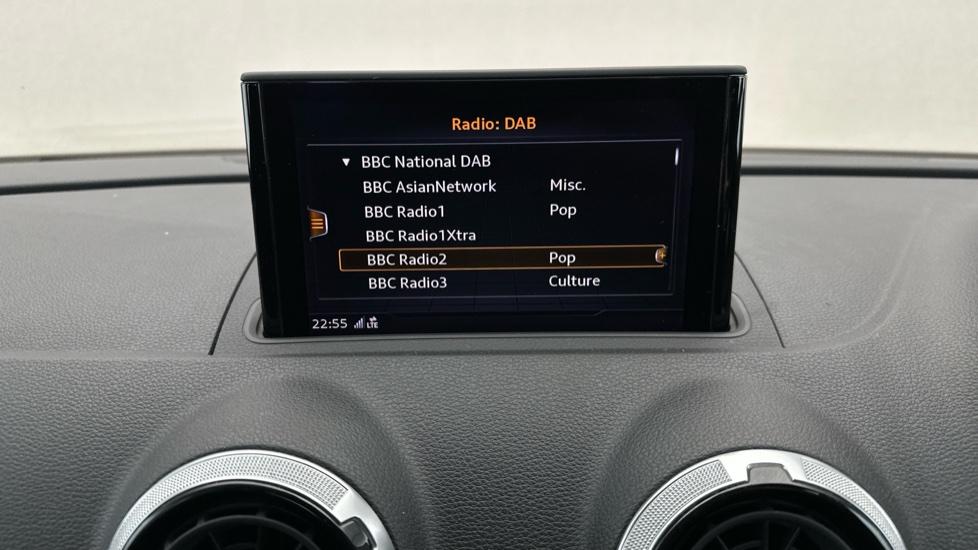 Radio: DAB
▼ BBC National DAB
BBC AsianNetwork Misc.
BBC Radio1 Pop
BBC Radio1Xtra
BBC Radio2 Pop
BBC Radio3 Culture
22:55 LTE